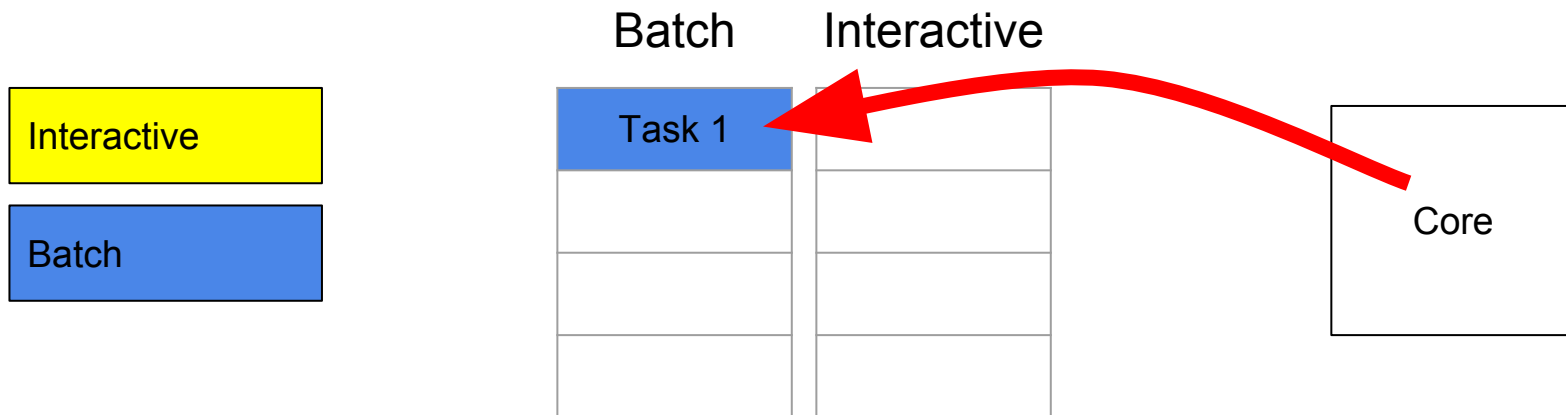 Batch Interactive
Interactive
Task 1
Batch
Core